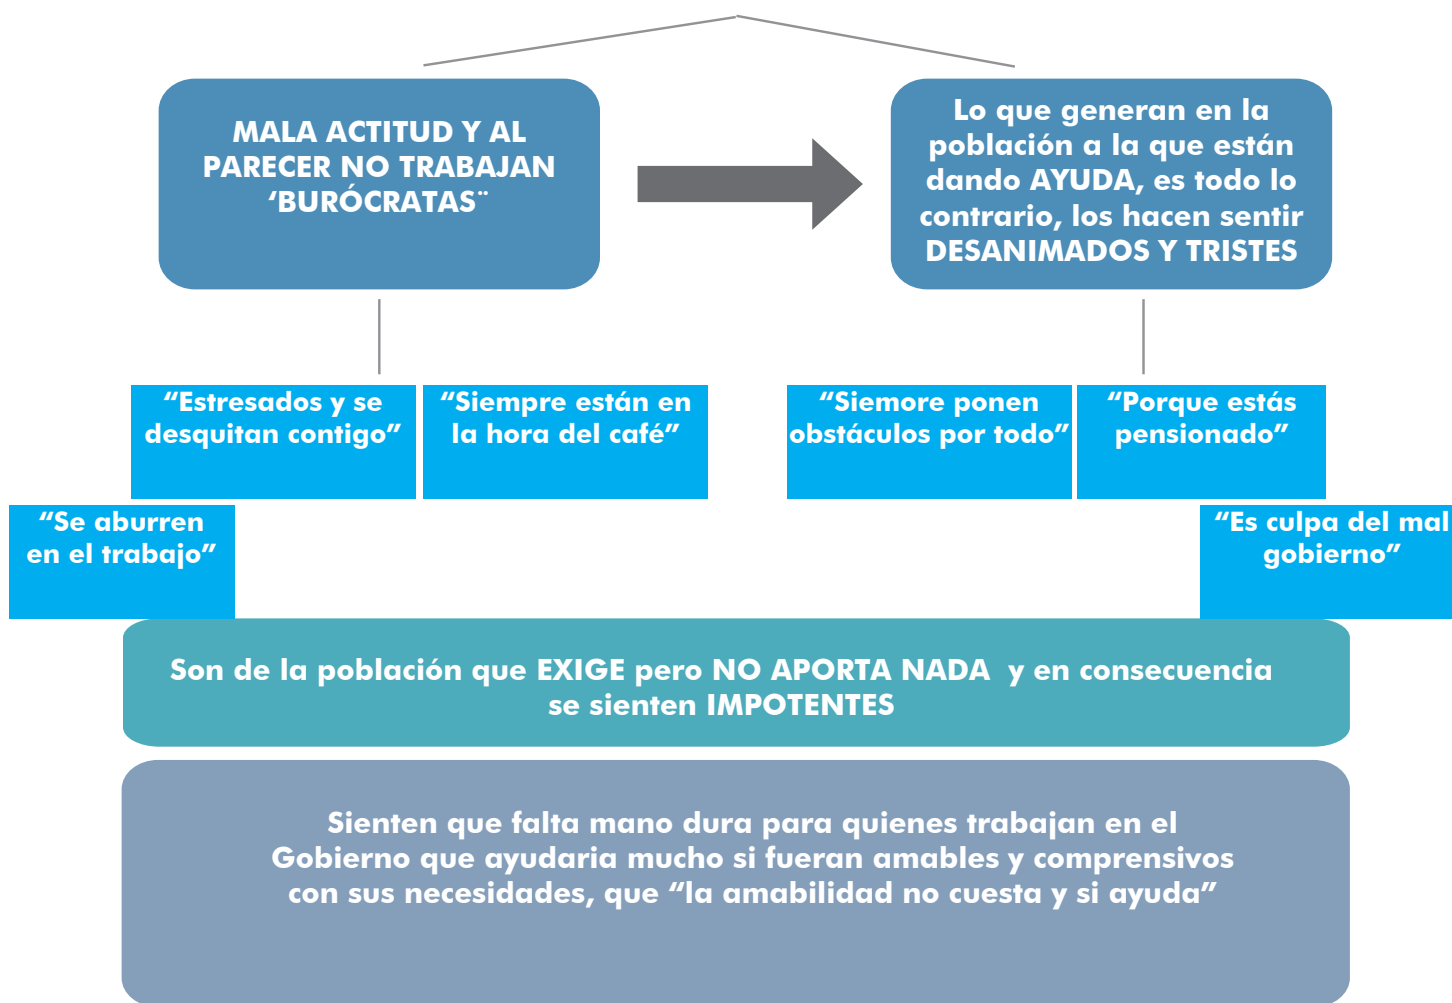 MALA ACTITUD Y AL
PARECER NO TRABAJAN
‘BURÓCRATAS¨
Lo que generan en la
población a la que están
dando AYUDA, es todo lo
contrario, los hacen sentir
DESANIMADOS Y TRISTES
“Estresados y se
desquitan contigo”
“Siempre están en
la hora del café”
“Siemore ponen
obstáculos por todo”
“Porque estás
pensionado”
“Se aburren
en el trabajo”
“Es culpa del mal
gobierno”
Son de la población que EXIGE pero NO APORTA NADA  y en consecuencia
se sienten IMPOTENTES
Sienten que falta mano dura para quienes trabajan en el
Gobierno que ayudaria mucho si fueran amables y comprensivos
con sus necesidades, que “la amabilidad no cuesta y si ayuda”